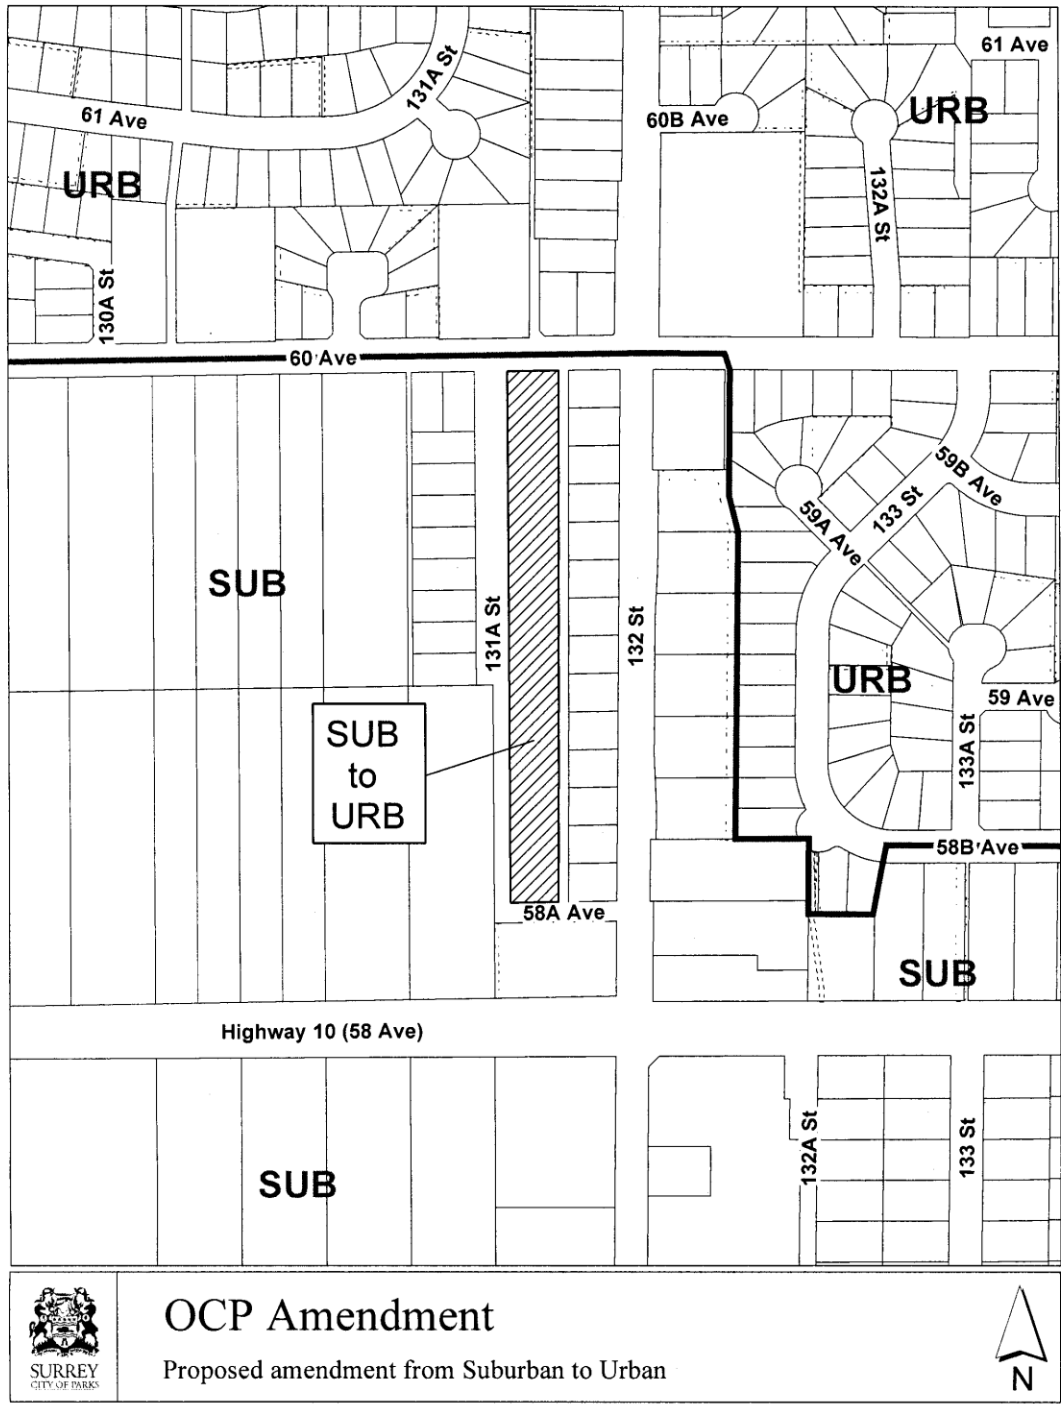 61 Ave
131A St
61 Ave
60B Ave
URB
URB
132A St
130A St
60 Ave
59B Ave
133 St
59A Ave
SUB
131A St
132 St
URB
59 Ave
SUB
to
URB
133A St
58B Ave
58A Ave
SUB
Highway 10 (58 Ave)
132A St
133 St
SUB
OCP Amendment
Proposed amendment from Suburban to Urban
SURREY
CITY OF PARKS
N